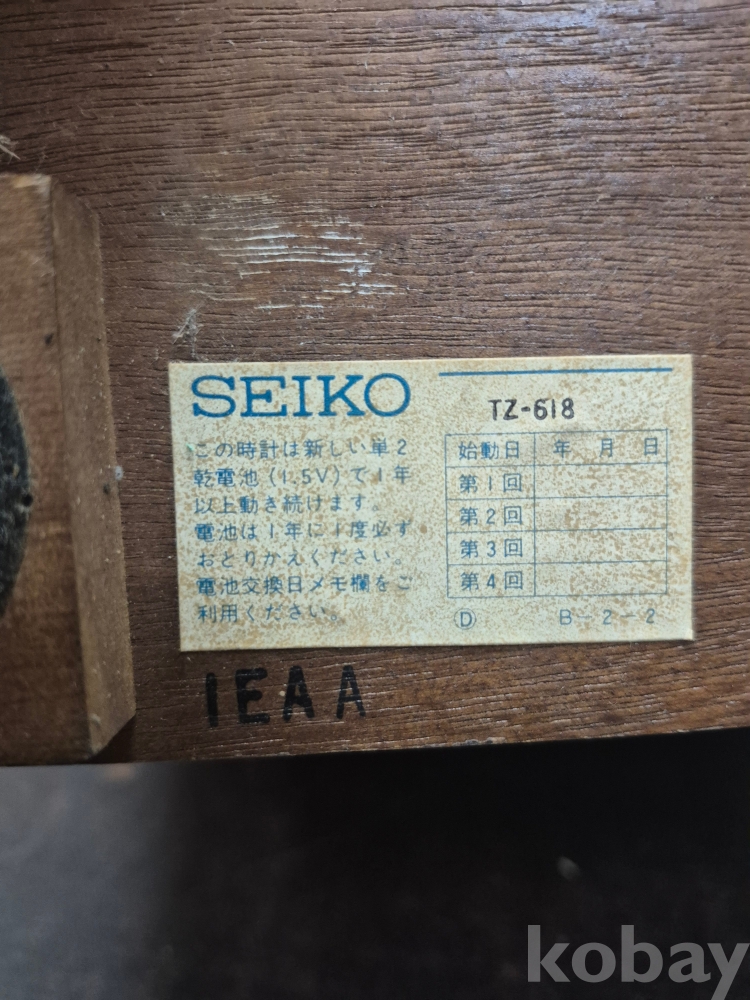 SEIKO
TZ-618
この時計は新しい単2
乾電池(1.5V)で1年
以上動き続けます。
電池は1年に1度必ず
おとりかえください。
電池交換日メモ欄をご
利用ください。
始動日 年 月 日
第1回
第2回
第3回
第4回
Ⓓ B-2-2
IEAA
kobay